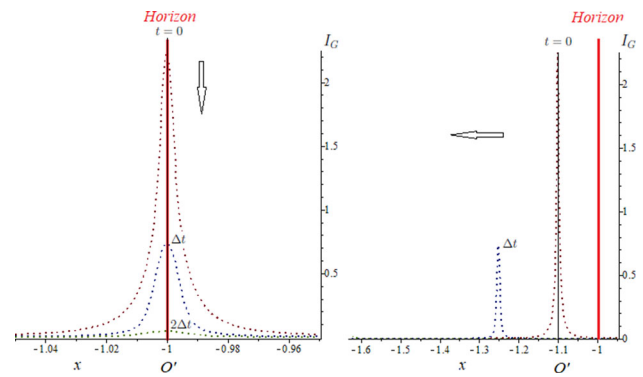 Horizon
t = 0
I_G
2
1.5
1
0.5
Δt
2Δt
-1.04 -1.02 -1 -0.98 -0.96
x O'
Horizon
t = 0
I_G
2
1.5
1
0.5
0
Δt
-1.6 -1.5 -1.4 -1.3 -1.2 -1.1 -1
x O'